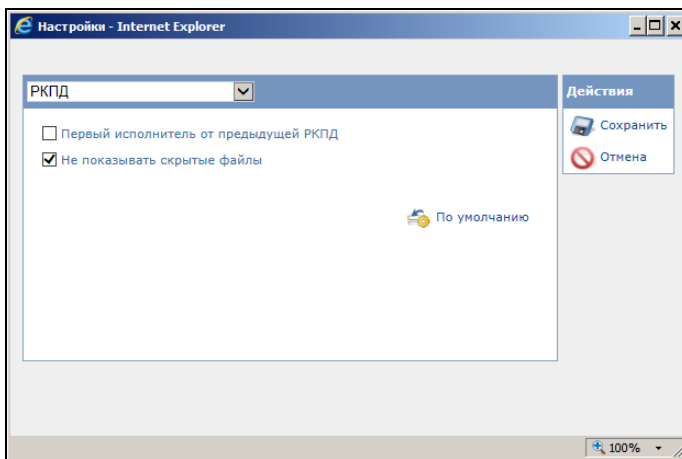 Настройки - Internet Explorer
РКПД
Действия
Первый исполнитель от предыдущей РКПД
Не показывать скрытые файлы
Сохранить
Отмена
По умолчанию
100%